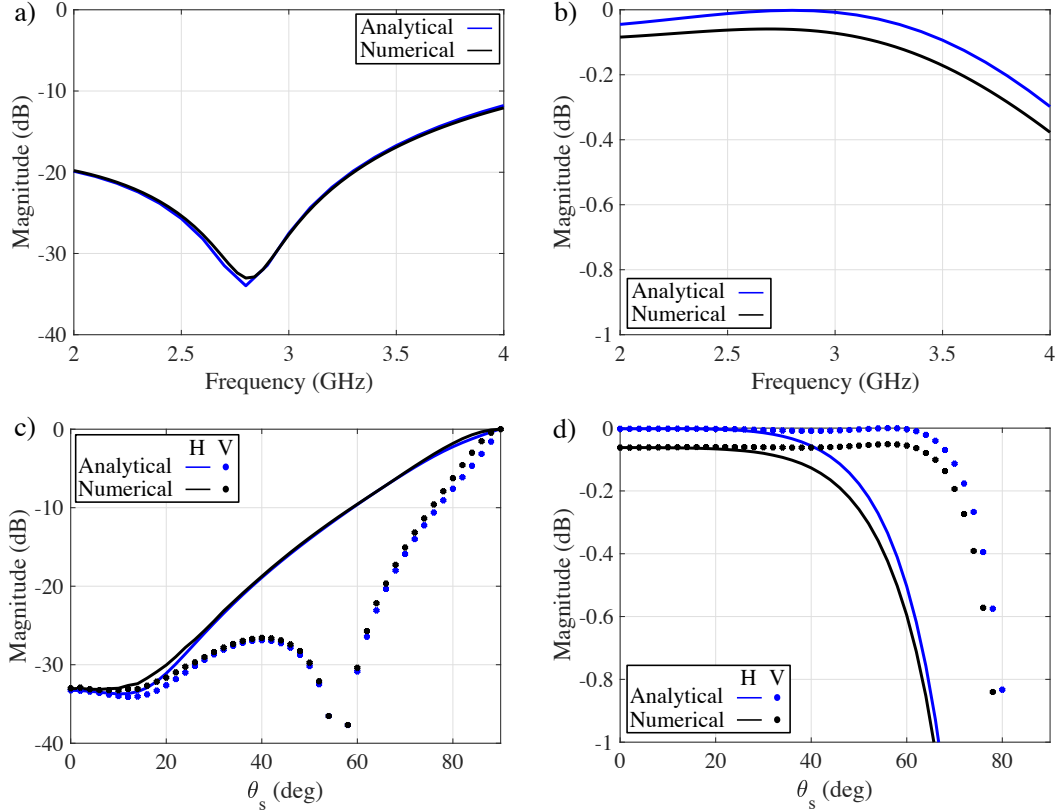 a)
0
-10
-20
-30
-40
Magnitude (dB)
2 2.5 3 3.5 4
Frequency (GHz)
Analytical
Numerical
b)
0
-0.2
-0.4
-0.6
-0.8
-1
Magnitude (dB)
2 2.5 3 3.5 4
Frequency (GHz)
Analytical
Numerical
c)
0
-10
-20
-30
-40
Magnitude (dB)
0 20 40 60 80
θs (deg)
H V
Analytical
Numerical
d)
0
-0.2
-0.4
-0.6
-0.8
-1
Magnitude (dB)
0 20 40 60 80
θs (deg)
H V
Analytical
Numerical